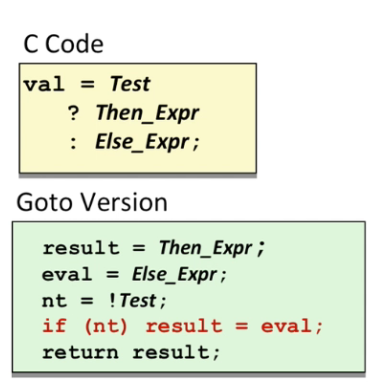 C Code
val = Test
? Then_Expr
: Else_Expr;
Goto Version
result = Then_Expr;
eval = Else_Expr;
nt = !Test;
if (nt) result = eval;
return result;